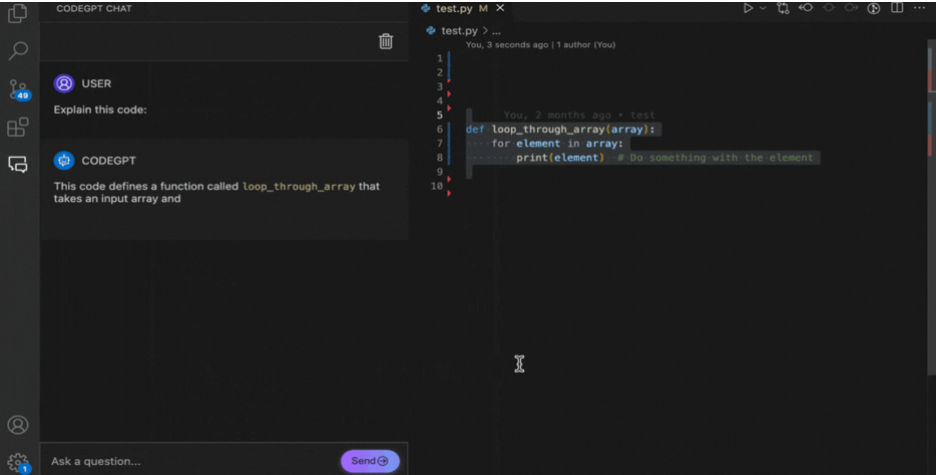 CODEGPT CHAT
USER
Explain this code:
CODEGPT
This code defines a function called loop_through_array that
takes an input array and
Ask a question...
Send
49
1
test.py M
test.py > ...
You, 3 seconds ago | 1 author (You)
1
2
3
4
5 You, 2 months ago • test
6 def loop_through_array(array):
7 for element in array:
8 print(element) # Do something with the element
9
10